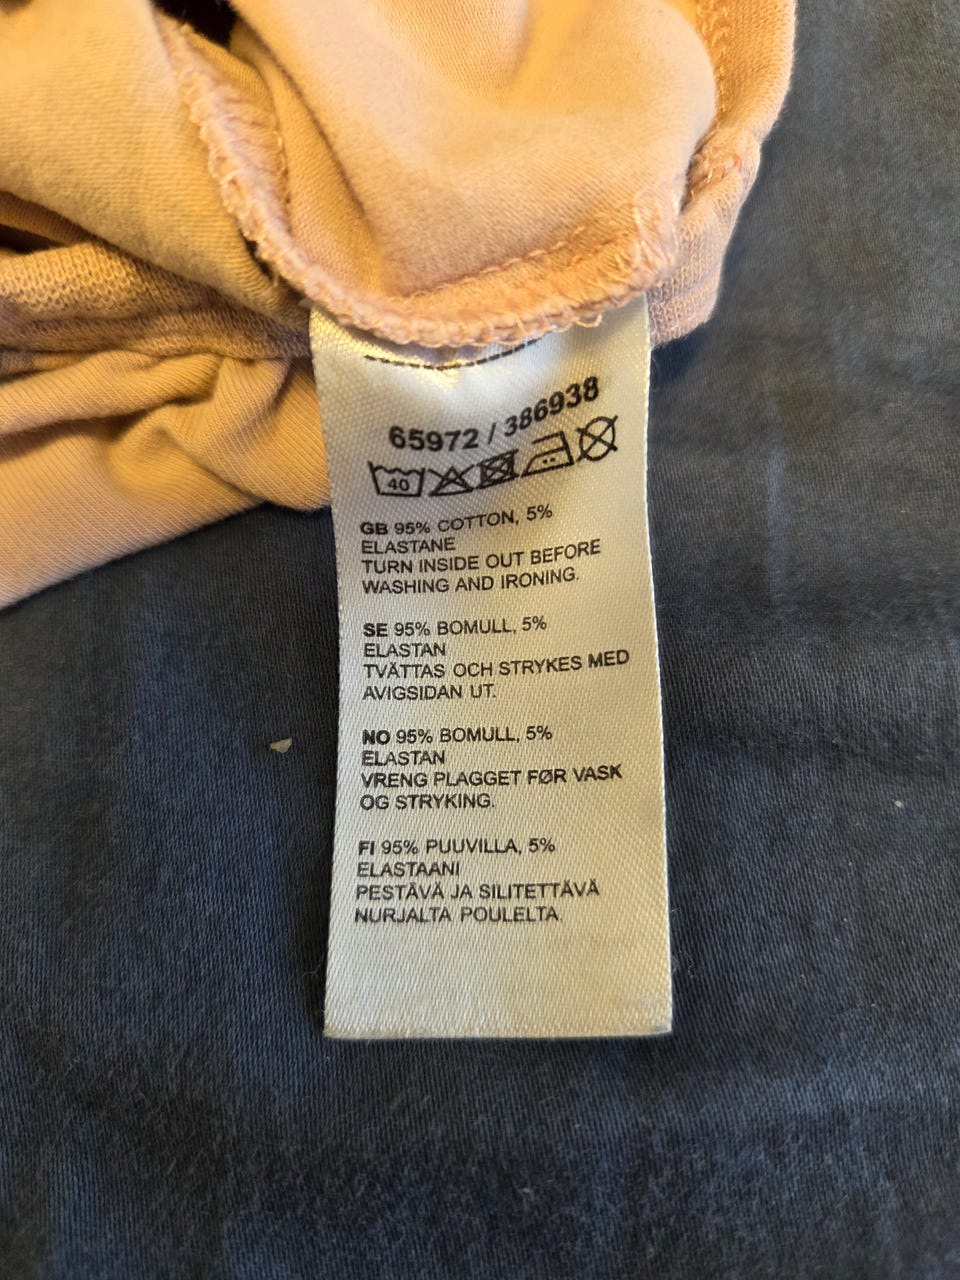 65972 / 386938
40
GB 95% COTTON, 5%
ELASTANE
TURN INSIDE OUT BEFORE
WASHING AND IRONING.
SE 95% BOMULL, 5%
ELASTAN
TVÄTTAS OCH STRYKES MED
AVIGSIDAN UT.
NO 95% BOMULL, 5%
ELASTAN
VRENG PLAGGET FØR VASK
OG STRYKING.
FI 95% PUUVILLA, 5%
ELASTAANI
PESTÄVÄ JA SILITETTÄVÄ
NURJALTA POULELTA.